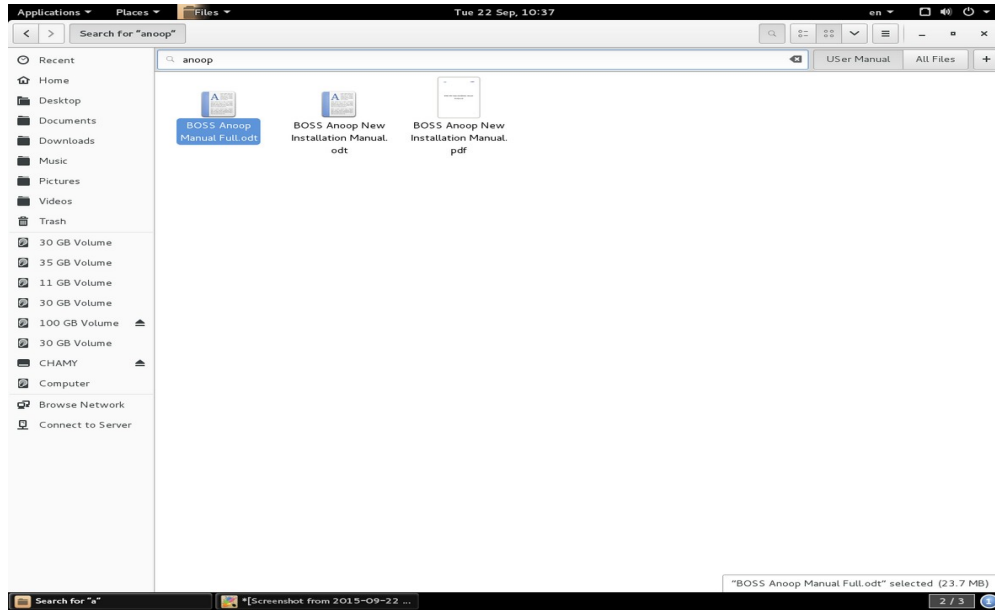 Applications Places Files Tue 22 Sep, 10:37 en
Search for "anoop"
anoop USer Manual All Files +
Recent
Home
Desktop
Documents
Downloads
Music
Pictures
Videos
Trash
30 GB Volume
35 GB Volume
11 GB Volume
30 GB Volume
100 GB Volume
30 GB Volume
CHAMY
Computer
Browse Network
Connect to Server
BOSS Anoop
Manual Full.odt
BOSS Anoop New
Installation Manual.
odt
BOSS Anoop New
Installation Manual.
pdf
"BOSS Anoop Manual Full.odt" selected (23.7 MB)
Search for "a" *[Screenshot from 2015-09-22 ... 2 / 3 1